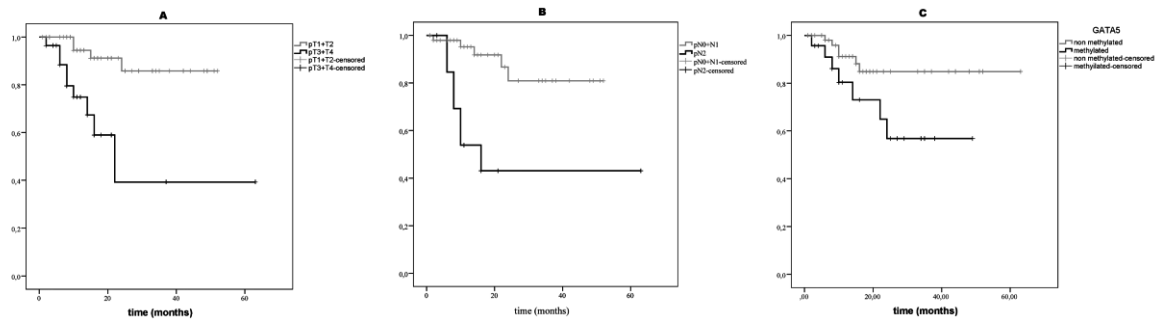 A
1,0
0,8
0,6
0,4
0,2
0,0
0
20
40
60
time (months)
pT1+T2
pT3+T4
pT1+T2-censored
pT3+T4-censored
B
1,0
0,8
0,6
0,4
0,2
0,0
0
20
40
60
time (months)
pN0+N1
pN2
pN0+N1-censored
pN2-censored
C
1,0
0,8
0,6
0,4
0,2
0,0
,00
20,00
40,00
60,00
time (months)
GATA5
non methylated
methylated
non methylated-censored
methyilated-censored